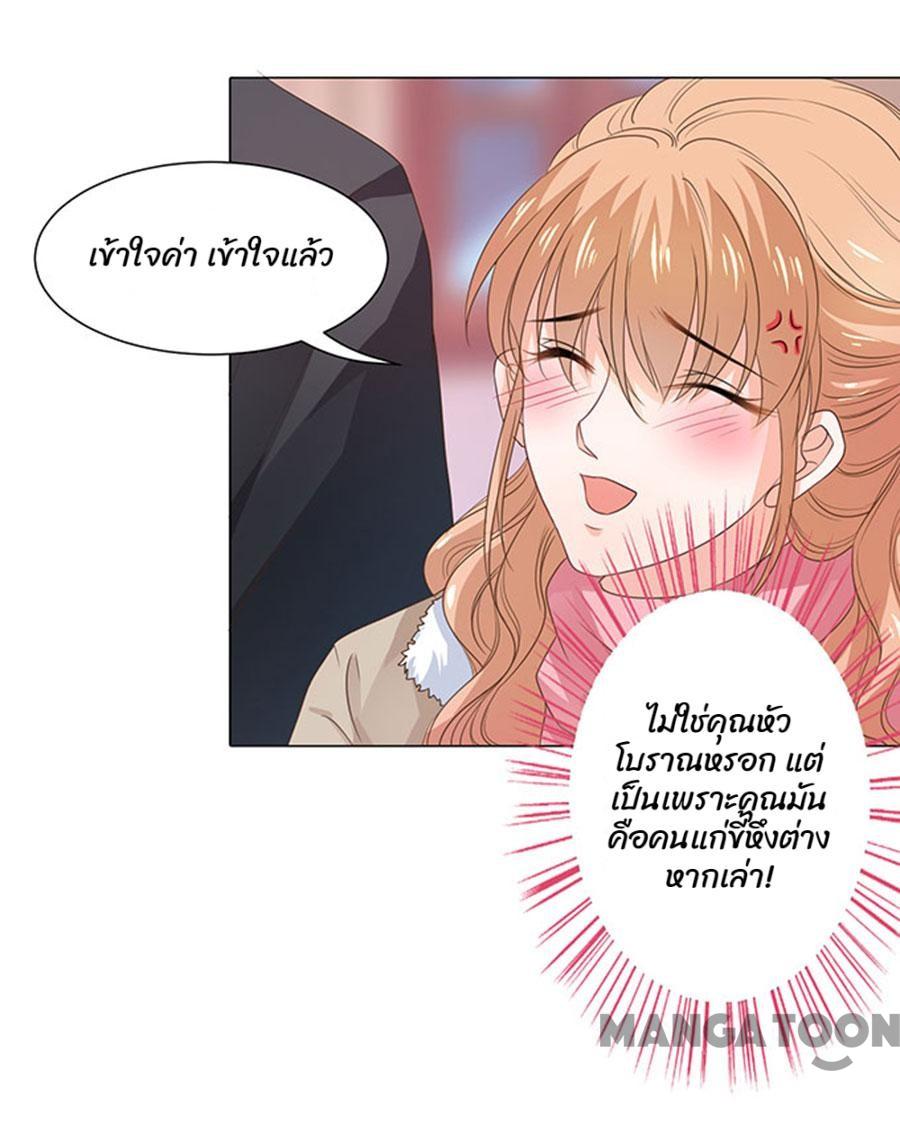 เข้าใจค่า เข้าใจแล้ว
ไม่ใช่คุณหัว
โบราณหรอก แต่
เป็นเพราะคุณมัน
คือคนแก่ขี้หึงต่าง
หากเล่า!
MANGATOON